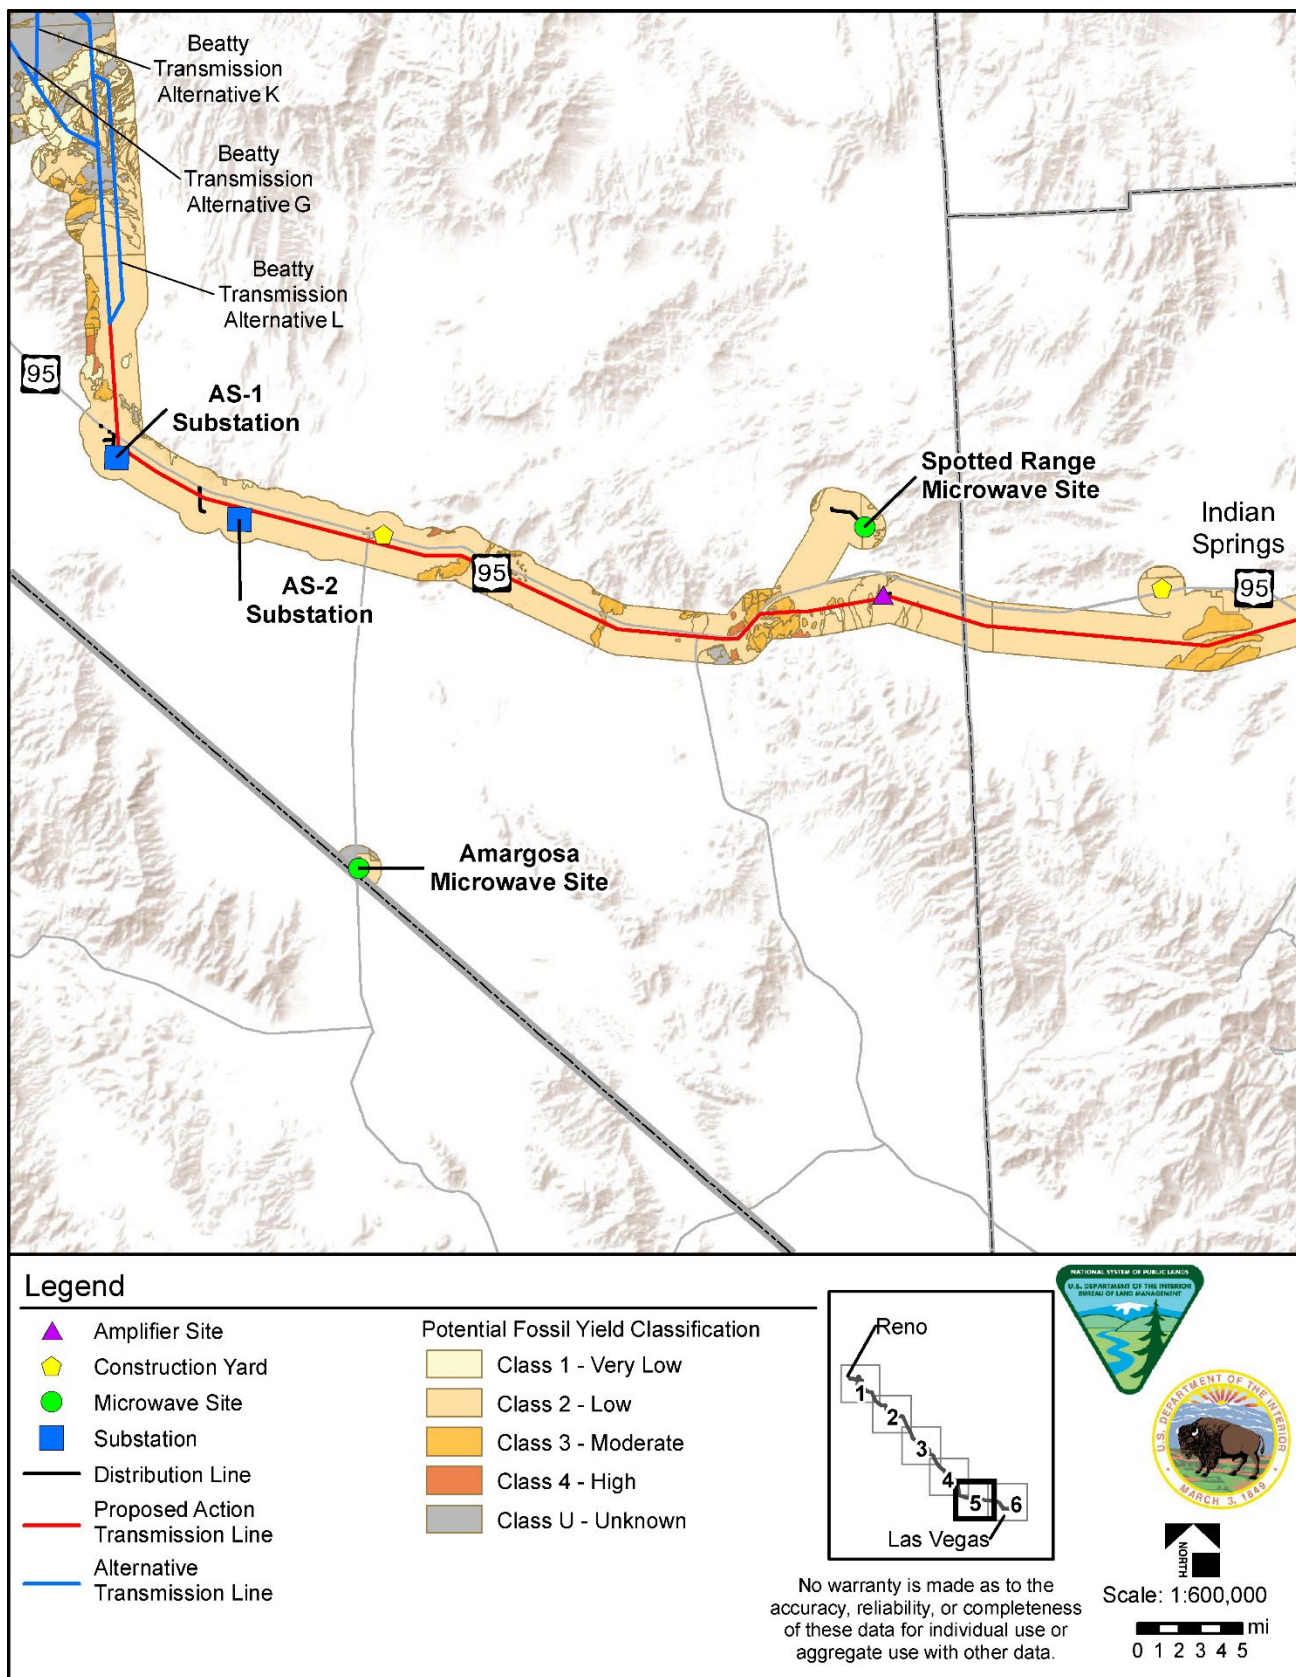 Beatty
Transmission
Alternative K
Beatty
Transmission
Alternative G
Beatty
Transmission
Alternative L
95
AS-1
Substation
AS-2
Substation
95
Spotted Range
Microwave Site
Indian
Springs
95
Amargosa
Microwave Site
Legend
Amplifier Site
Construction Yard
Microwave Site
Substation
Distribution Line
Proposed Action
Transmission Line
Alternative
Transmission Line
Potential Fossil Yield Classification
Class 1 - Very Low
Class 2 - Low
Class 3 - Moderate
Class 4 - High
Class U - Unknown
Reno
1
2
3
4
5
6
Las Vegas
No warranty is made as to the
accuracy, reliability, or completeness
of these data for individual use or
aggregate use with other data.
NATIONAL SYSTEM OF PUBLIC LANDS
U.S. DEPARTMENT OF THE INTERIOR
BUREAU OF LAND MANAGEMENT
U.S. DEPARTMENT OF THE INTERIOR
MARCH 3, 1849
NORTH
Scale: 1:600,000
mi
0 1 2 3 4 5